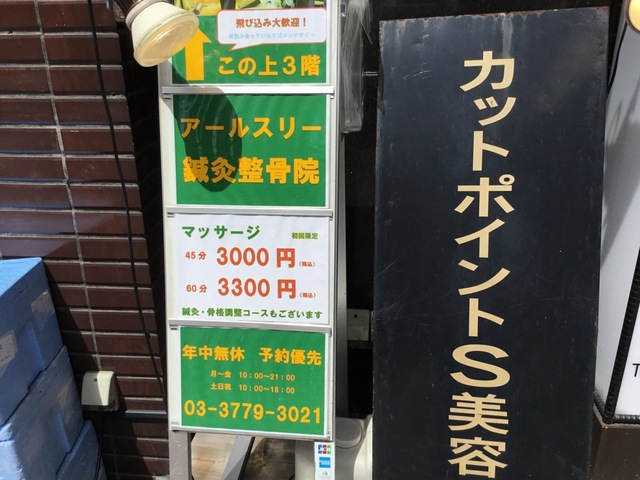 飛び込み大歓迎！
この上３階
アールスリー
鍼灸整骨院
マッサージ 初回限定
45分 3000円（税込）
60分 3300円（税込）
鍼灸・骨格調整コースもございます
年中無休 予約優先
月～金 10：00～21：00
土日祝 10：00～18：00
03-3779-3021
JCB
カットポイントS美容
T